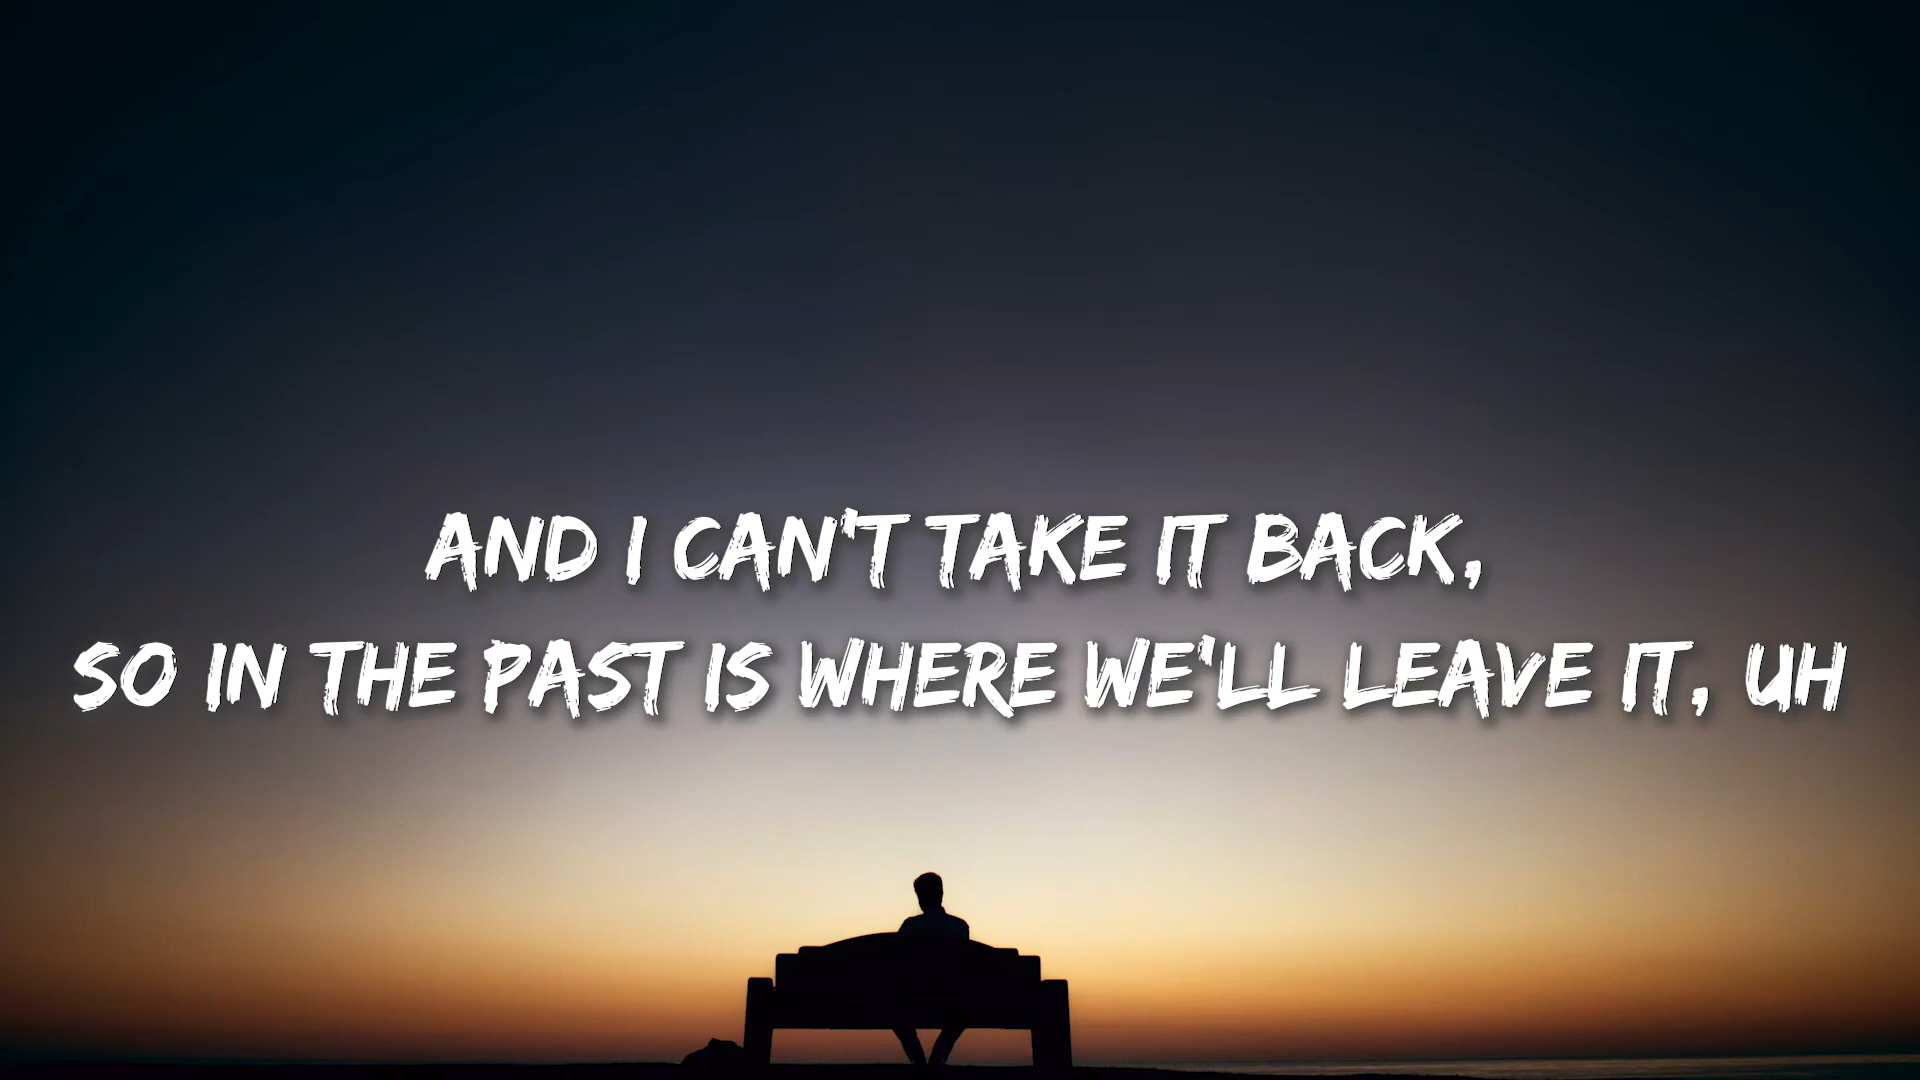 AND I CAN'T TAKE IT BACK,
SO IN THE PAST IS WHERE WE'LL LEAVE IT, UH